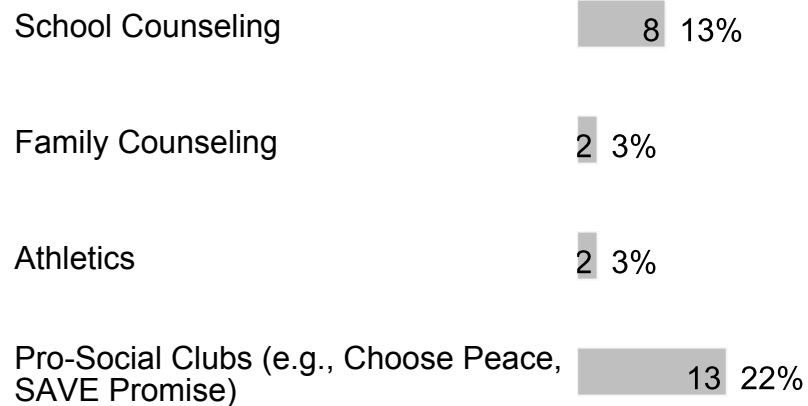 School Counseling 8 13%
Family Counseling 2 3%
Athletics 2 3%
Pro-Social Clubs (e.g., Choose Peace,
SAVE Promise) 13 22%